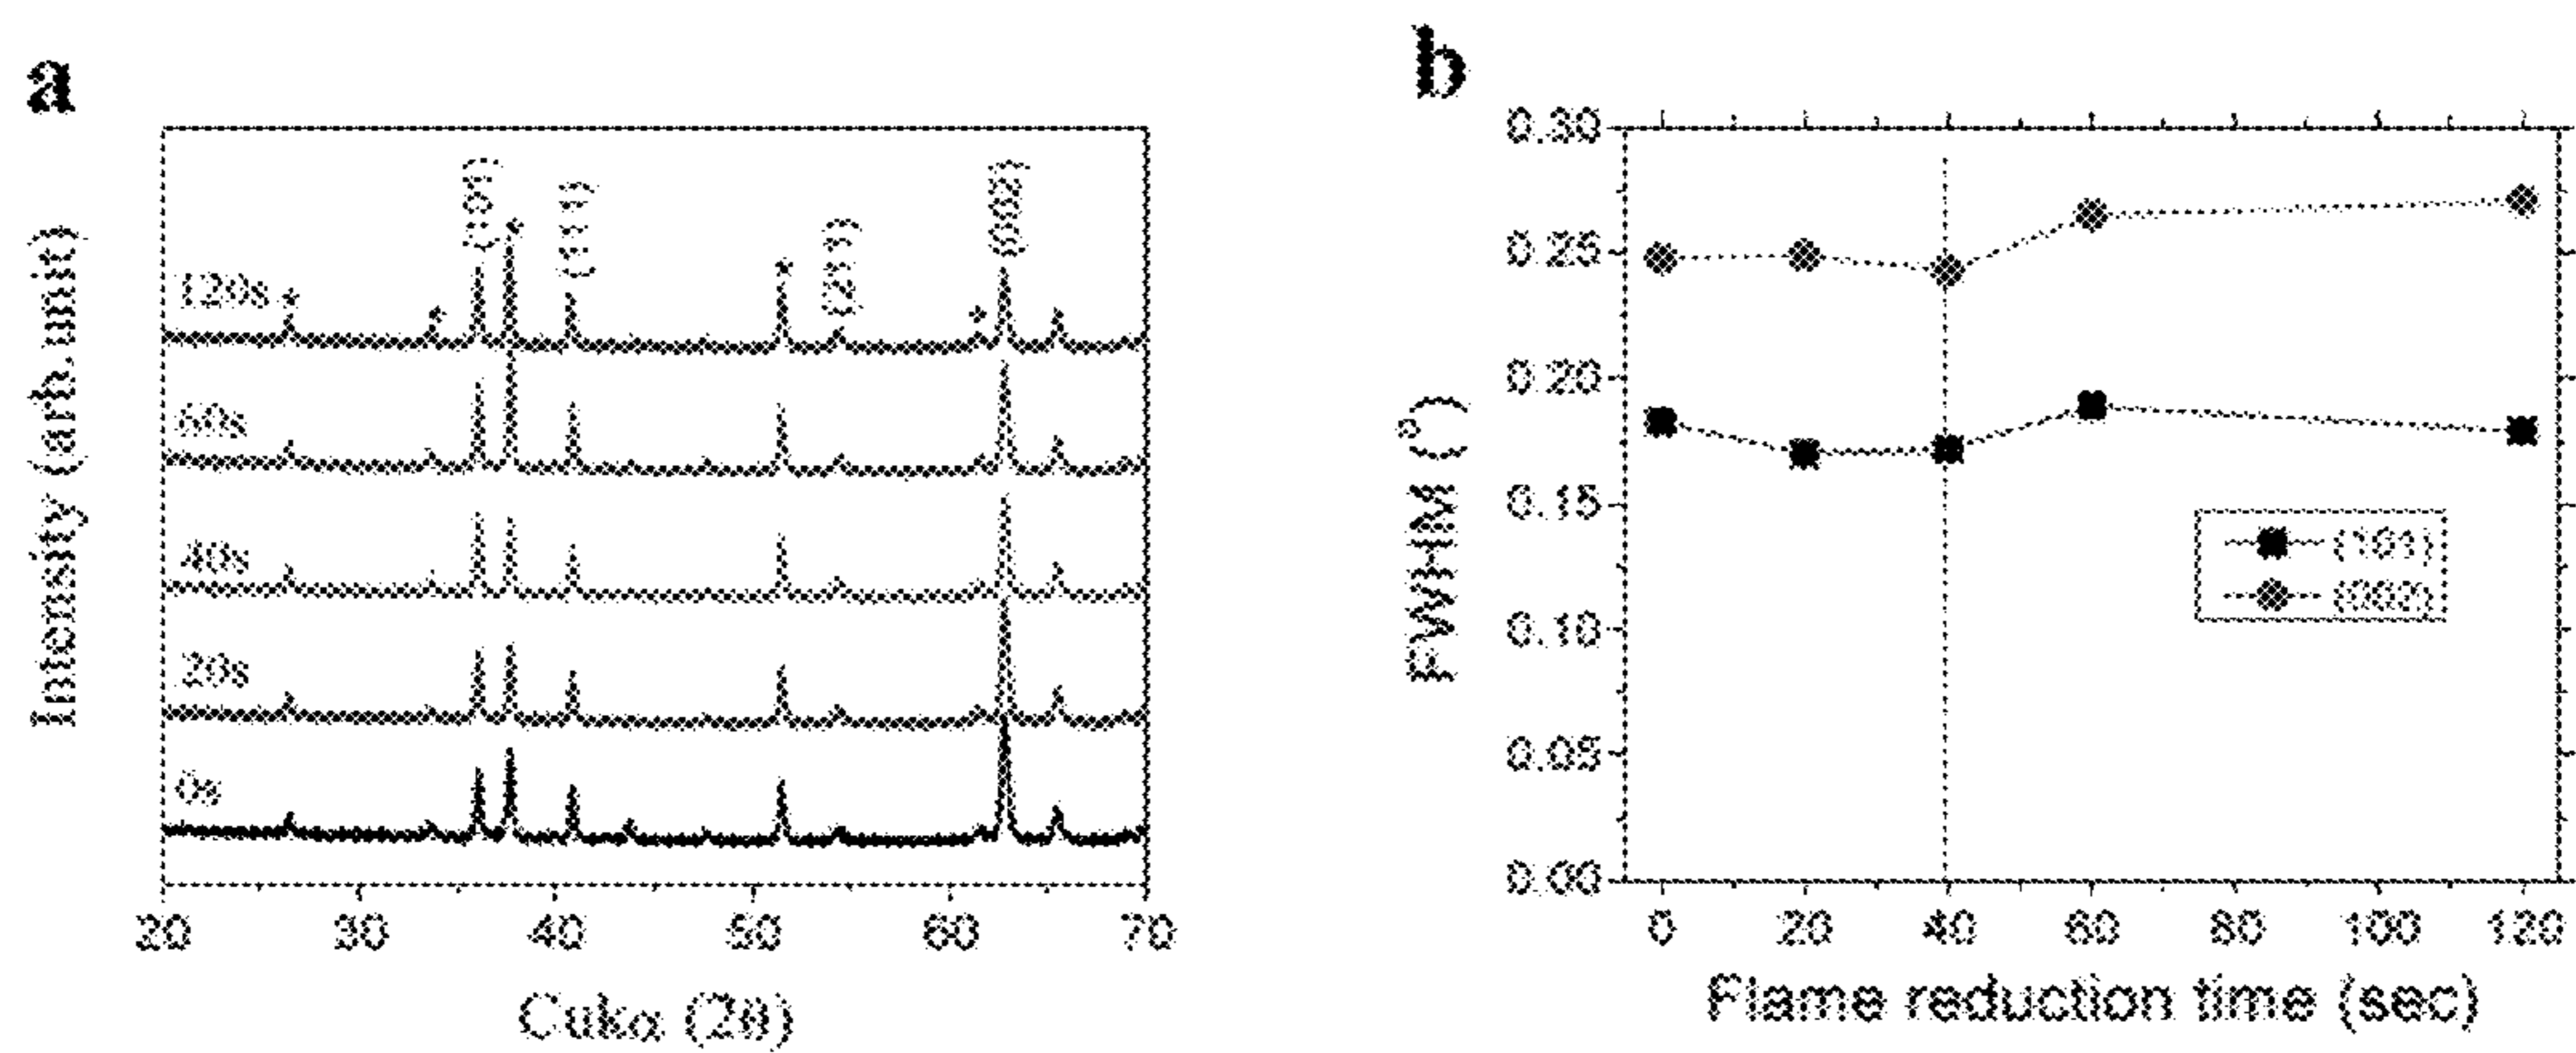 a
Intensity (arb.unit)
120s
60s
40s
20s
0s
*
*
(101)
*
(111)
*
(211)
*
(002)
20 30 40 50 60 70
Cukα (2θ)
b
FWHM (°)
0.30
0.25
0.20
0.15
0.10
0.05
0.00
(101)
(002)
0 20 40 60 80 100 120
Flame reduction time (sec)